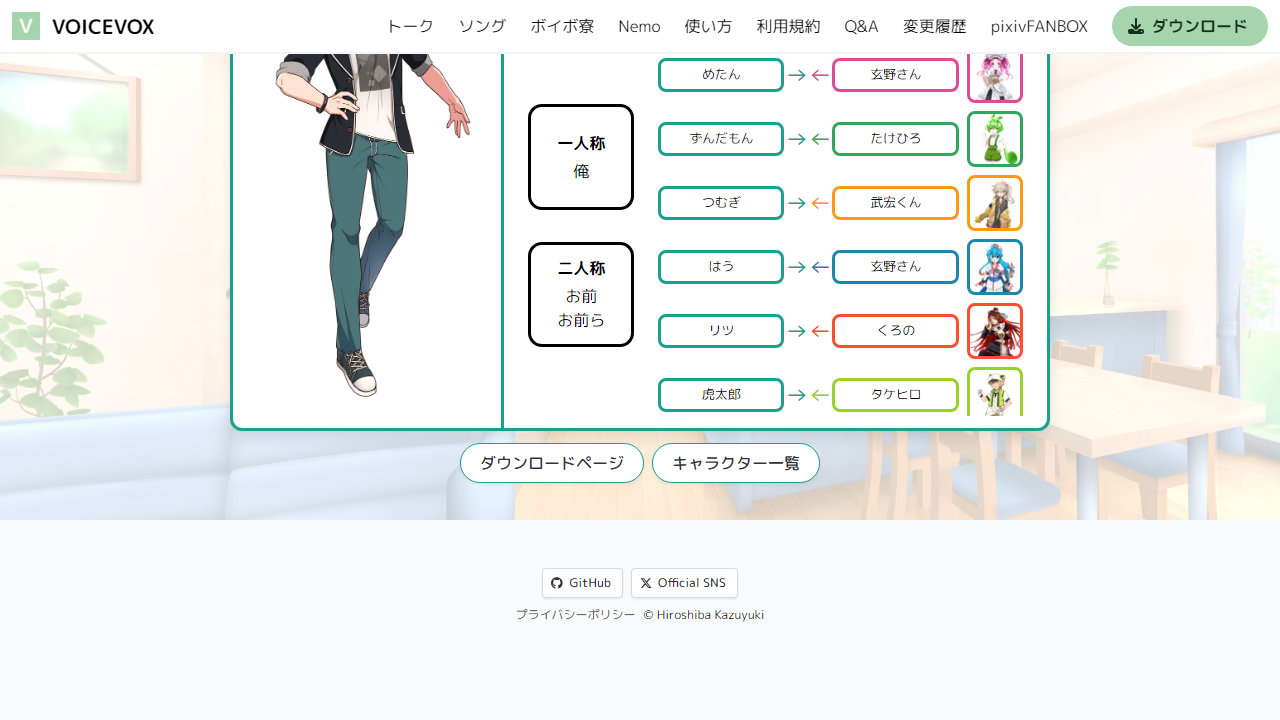 V VOICEVOX トーク ソング ボイボ寮 Nemo 使い方 利用規約 Q&A 変更履歴 pixivFANBOX ダウンロード
めたん → ← 玄野さん
ずんだもん → ← たけひろ
つむぎ → ← 武宏くん
はう → ← 玄野さん
リツ → ← くろの
虎太郎 → ← タケヒロ
一人称
俺
二人称
お前
お前ら
ダウンロードページ キャラクター一覧
GitHub Official SNS
プライバシーポリシー © Hiroshiba Kazuyuki